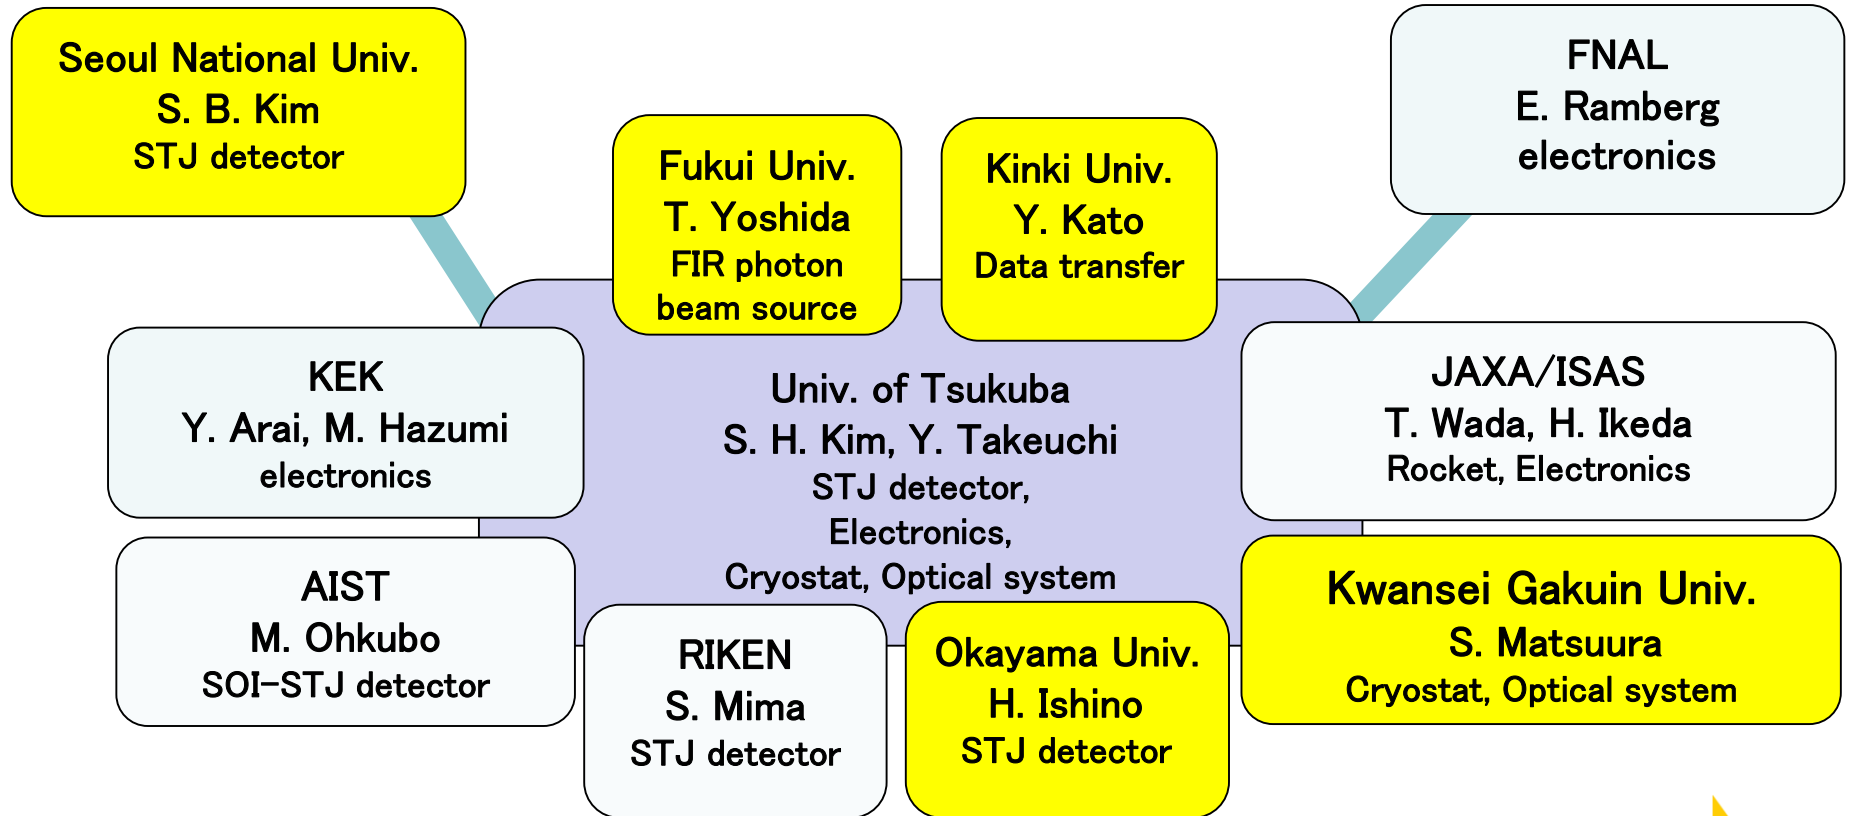 Seoul National Univ.
S. B. Kim
STJ detector
FNAL
E. Ramberg
electronics
Fukui Univ.
T. Yoshida
FIR photon
beam source
Kinki Univ.
Y. Kato
Data transfer
KEK
Y. Arai, M. Hazumi
electronics
Univ. of Tsukuba
S. H. Kim, Y. Takeuchi
STJ detector,
Electronics,
Cryostat, Optical system
JAXA/ISAS
T. Wada, H. Ikeda
Rocket, Electronics
AIST
M. Ohkubo
SOI-STJ detector
RIKEN
S. Mima
STJ detector
Okayama Univ.
H. Ishino
STJ detector
Kwansei Gakuin Univ.
S. Matsuura
Cryostat, Optical system